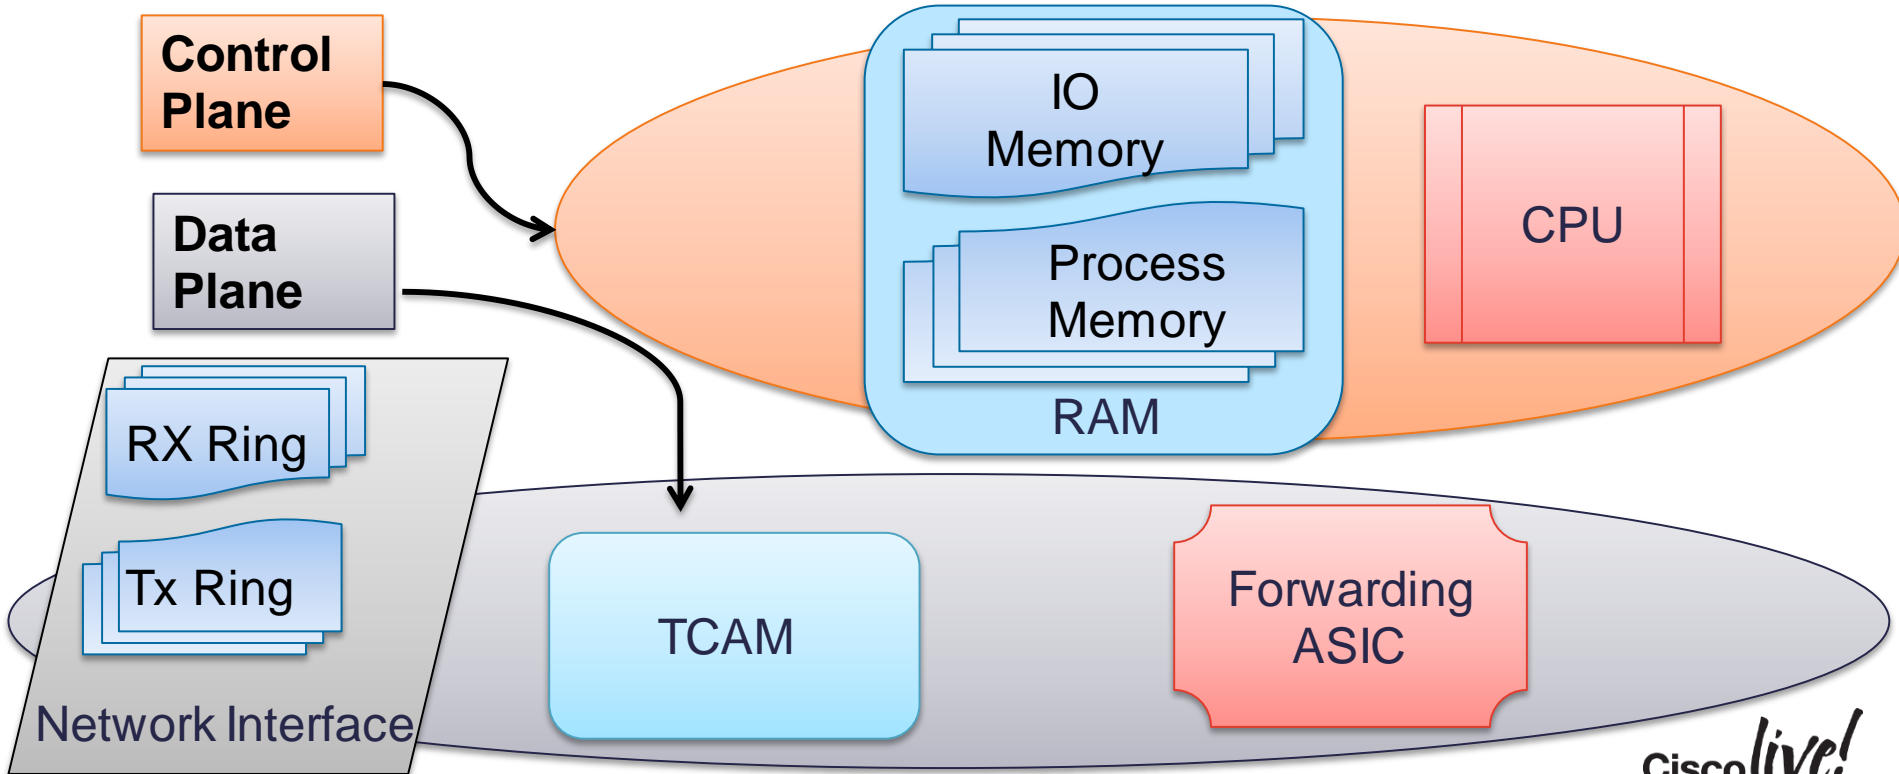 Control
Plane
Data
Plane
IO
Memory
Process
Memory
RAM
CPU
RX Ring
Tx Ring
Network Interface
TCAM
Forwarding
ASIC
Cisco live!